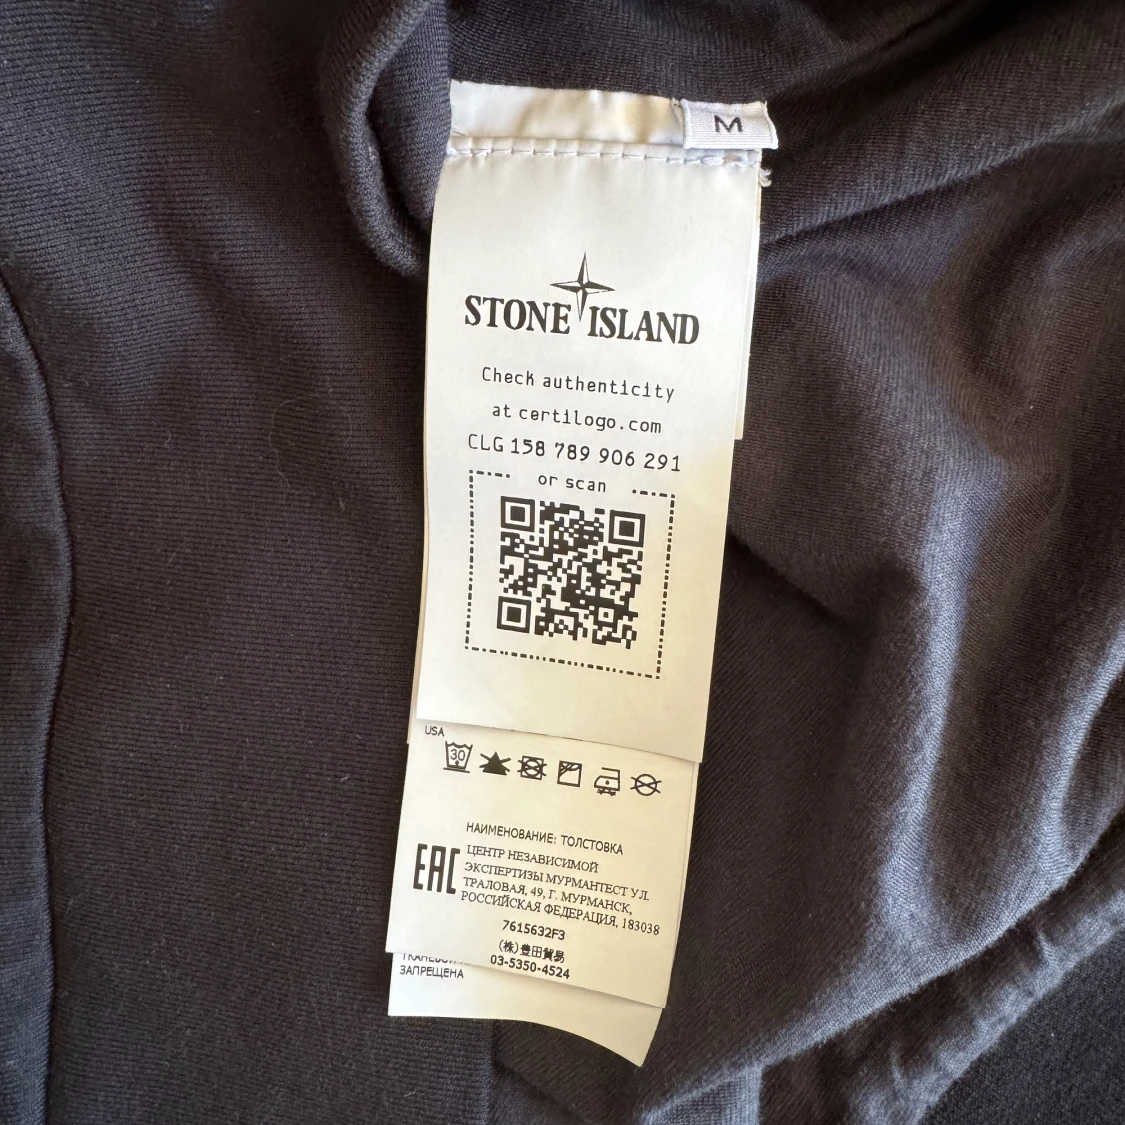 M
STONE ISLAND
Check authenticity
at certilogo.com
CLG 158 789 906 291
or scan
USA
30
НАИМЕНОВАНИЕ: ТОЛСТОВКА
EAC
ЦЕНТР НЕЗАВИСИМОЙ
ЭКСПЕРТИЗЫ МУРМАНТЕСТ УЛ.
ТРАЛОВАЯ, 49, Г. МУРМАНСК,
РОССИЙСКАЯ ФЕДЕРАЦИЯ, 183038
7615632F3
(株)豊田貿易
03-5350-4524
ЗАПРЕЩЕНА